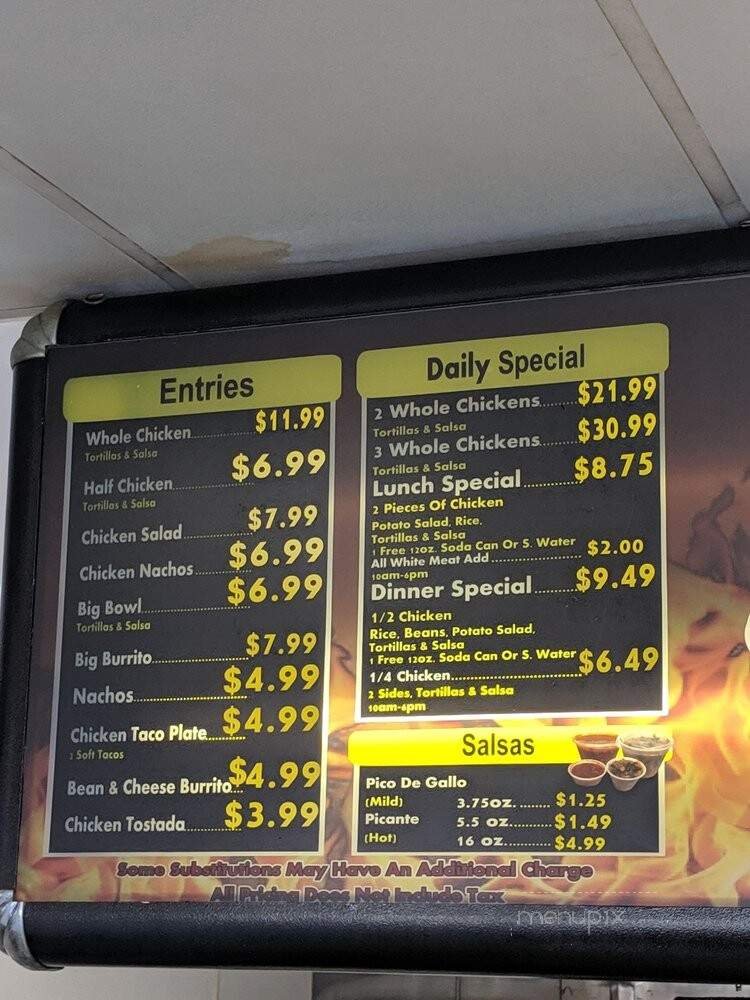 Entries
Whole Chicken $11.99
Tortillas & Salsa
Half Chicken $6.99
Tortillas & Salsa
Chicken Salad $7.99
Chicken Nachos $6.99
Big Bowl $6.99
Tortillas & Salsa
Big Burrito $7.99
Nachos $4.99
Chicken Taco Plate $4.99
2 Soft Tacos
Bean & Cheese Burrito $4.99
Chicken Tostada $3.99
Daily Special
2 Whole Chickens $21.99
Tortillas & Salsa
3 Whole Chickens $30.99
Tortillas & Salsa
Lunch Special $8.75
2 Pieces Of Chicken
Potato Salad, Rice,
Tortillas & Salsa
1 Free 12oz. Soda Can Or S. Water
All White Meat Add $2.00
10am-6pm
Dinner Special $9.49
1/2 Chicken
Rice, Beans, Potato Salad,
Tortillas & Salsa
1 Free 12oz. Soda Can Or S. Water
1/4 Chicken $6.49
2 Sides, Tortillas & Salsa
10am-6pm
Salsas
Pico De Gallo
(Mild) 3.75oz. $1.25
Picante 5.5 oz $1.49
(Hot) 16 oz $4.99
Some Substitutions May Have An Additional Charge
All Pricing Does Not Include Tax
menupix